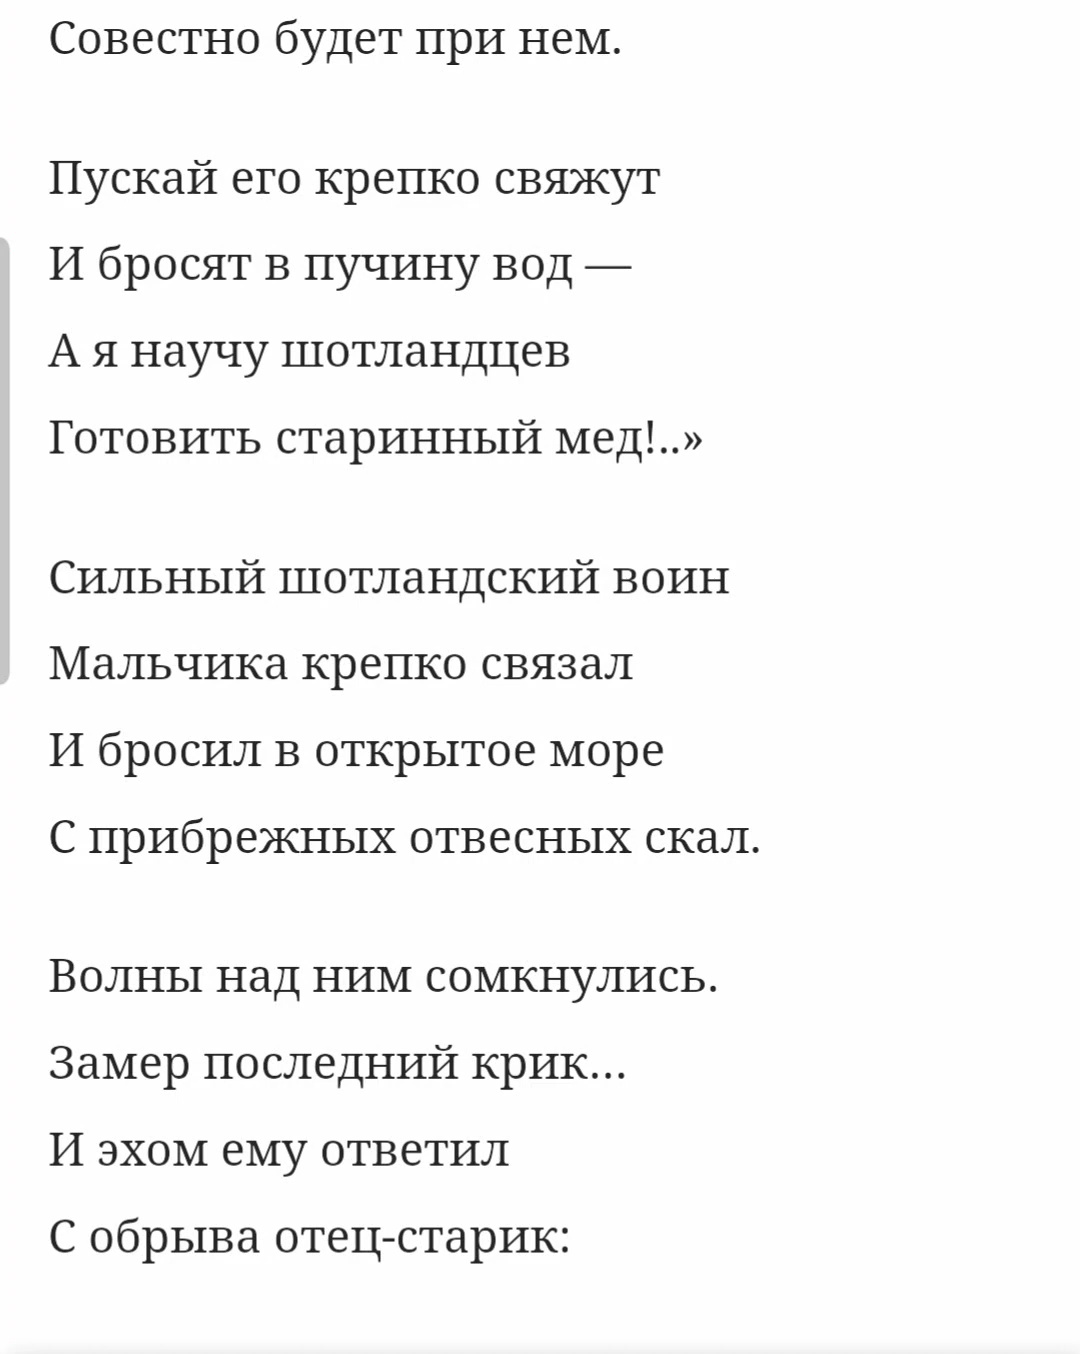 Совестно будет при нем.
Пускай его крепко свяжут
И бросят в пучину вод —
А я научу шотландцев
Готовить старинный мед!..»
Сильный шотландский воин
Мальчика крепко связал
И бросил в открытое море
С прибрежных отвесных скал.
Волны над ним сомкнулись.
Замер последний крик...
И эхом ему ответил
С обрыва отец-старик: